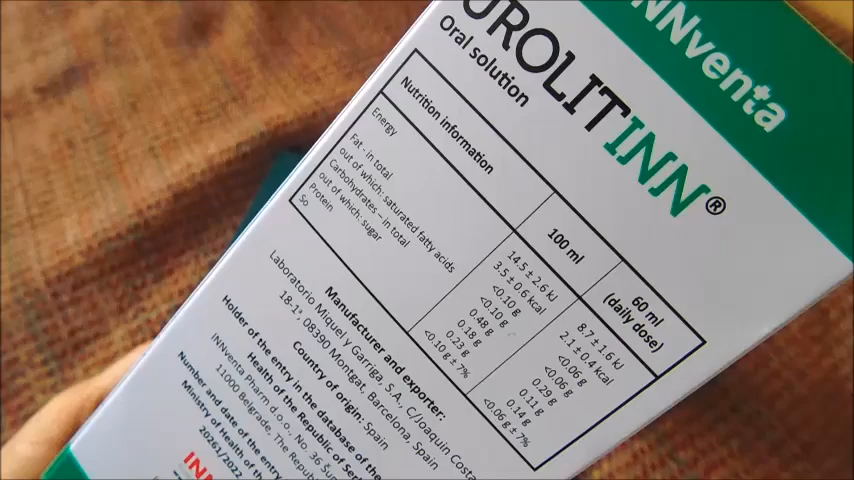 INNventa
UROLITINN®
Oral solution
Nutrition information
100 ml
60 ml
(daily dose)
Energy
14.5 ± 2.6 kJ
8.7 ± 1.6 kJ
3.5 ± 0.6 kcal
2.1 ± 0.4 kcal
Fat - in total
<0.10 g
<0.06 g
out of which: saturated fatty acids
<0.10 g
<0.06 g
Carbohydrates – in total
0.48 g
0.29 g
out of which: sugar
0.18 g
0.11 g
Protein
0.23 g
0.14 g
So
<0.10 g ± 7%
<0.06 g ± 7%
Manufacturer and exporter:
Laboratorio Miquel y Garriga, S.A., C/Joaquin Costa
18-1ª, 08390 Montgat, Barcelona, Spain
Country of origin: Spain
Holder of the entry in the database of the
Health of the Republic of
INNventa Pharm d.o.o., No. 36
11000 Belgrade, The
Number and date of the entry
Ministry of Health of the
20261/2022
INN